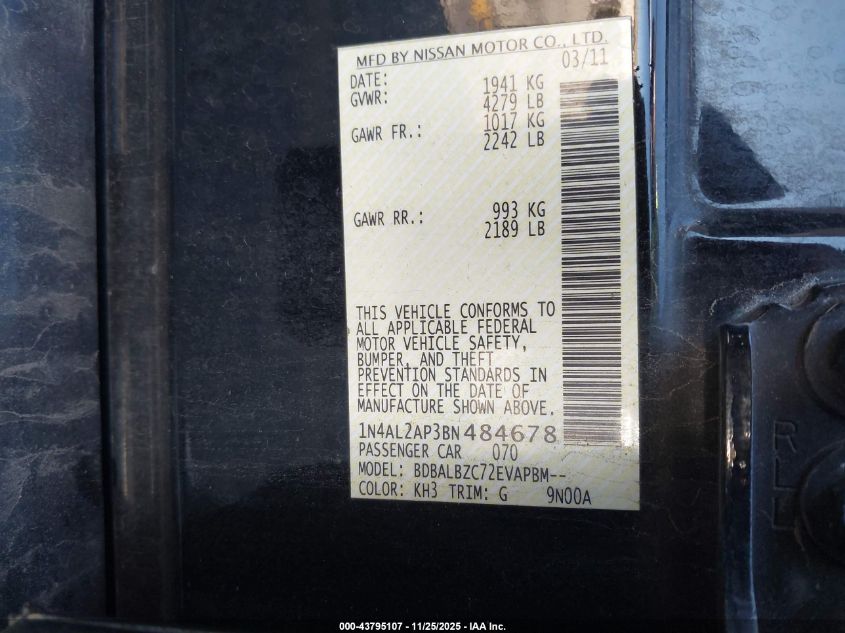 MFD BY NISSAN MOTOR CO., LTD.
DATE: 03/11
GVWR: 1941 KG
4279 LB
GAWR FR.: 1017 KG
2242 LB
GAWR RR.: 993 KG
2189 LB
THIS VEHICLE CONFORMS TO
ALL APPLICABLE FEDERAL
MOTOR VEHICLE SAFETY,
BUMPER, AND THEFT
PREVENTION STANDARDS IN
EFFECT ON THE DATE OF
MANUFACTURE SHOWN ABOVE.
1N4AL2AP3BN484678
PASSENGER CAR 070
MODEL: BDBALBZC72EVAPBM--
COLOR: KH3 TRIM: G 9N00A
000-43795107 - 11/25/2025 - IAA Inc.